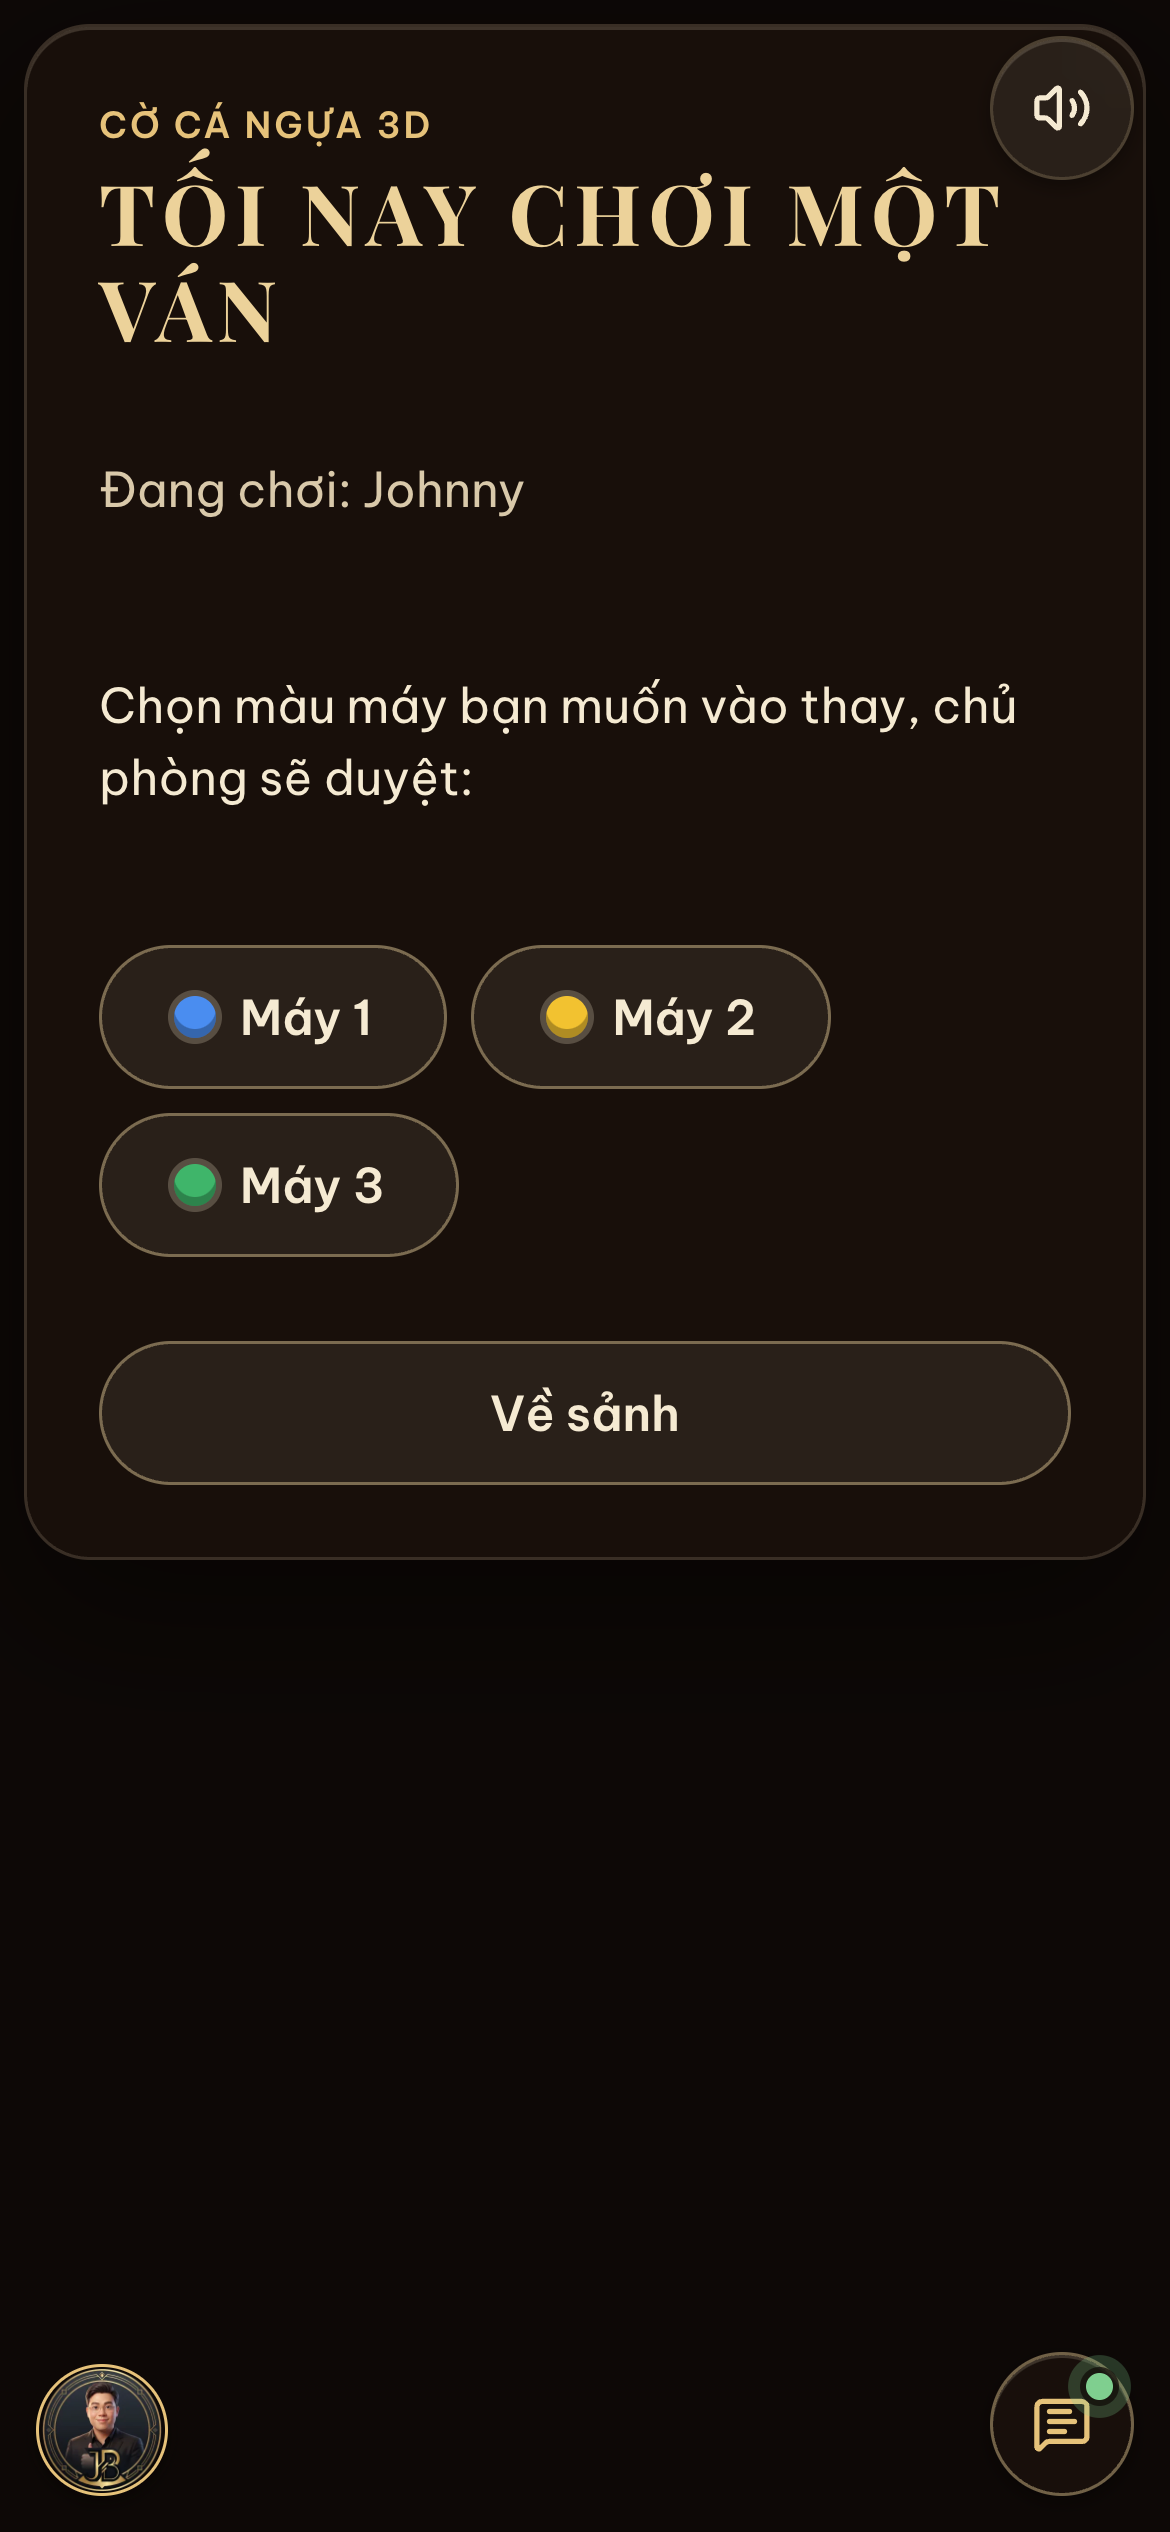 CỜ CÁ NGỰA 3D
TỐI NAY CHƠI MỘT
VÁN
Đang chơi: Johnny
Chọn màu máy bạn muốn vào thay, chủ
phòng sẽ duyệt:
Máy 1
Máy 2
Máy 3
Về sảnh
JB